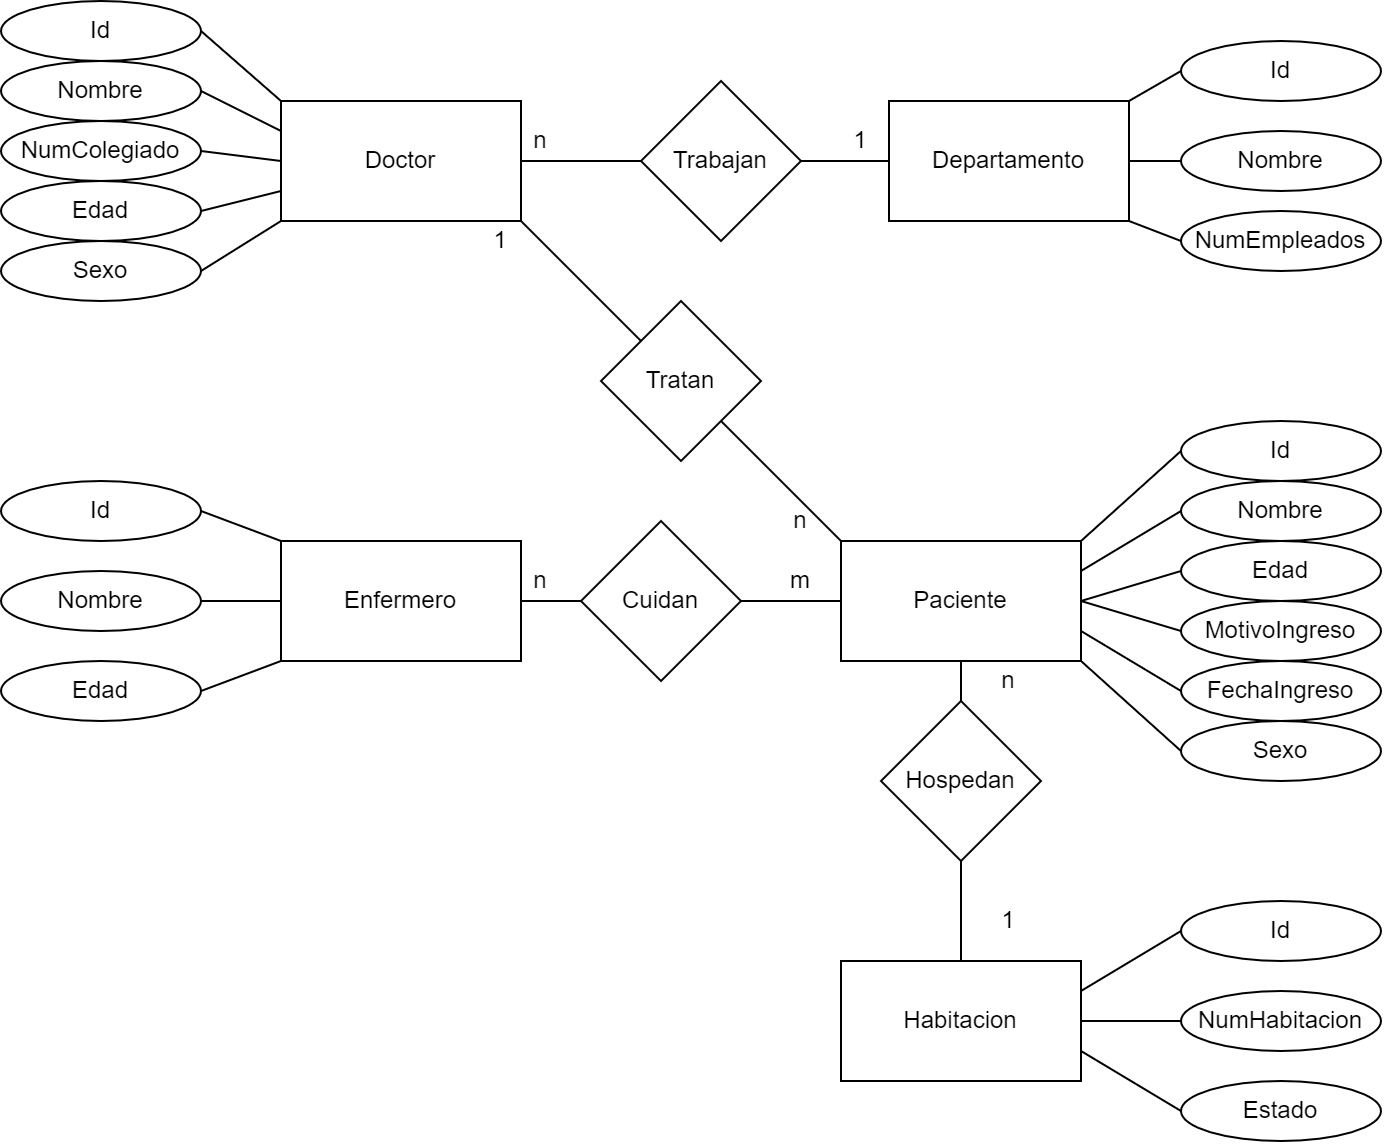 Id
Nombre
NumColegiado
Edad
Sexo
Doctor
n
Trabajan
1
Departamento
Id
Nombre
NumEmpleados
1
Tratan
n
Id
Nombre
Edad
Enfermero
n
Cuidan
m
Paciente
Id
Nombre
Edad
MotivoIngreso
FechaIngreso
Sexo
n
Hospedan
1
Habitacion
Id
NumHabitacion
Estado